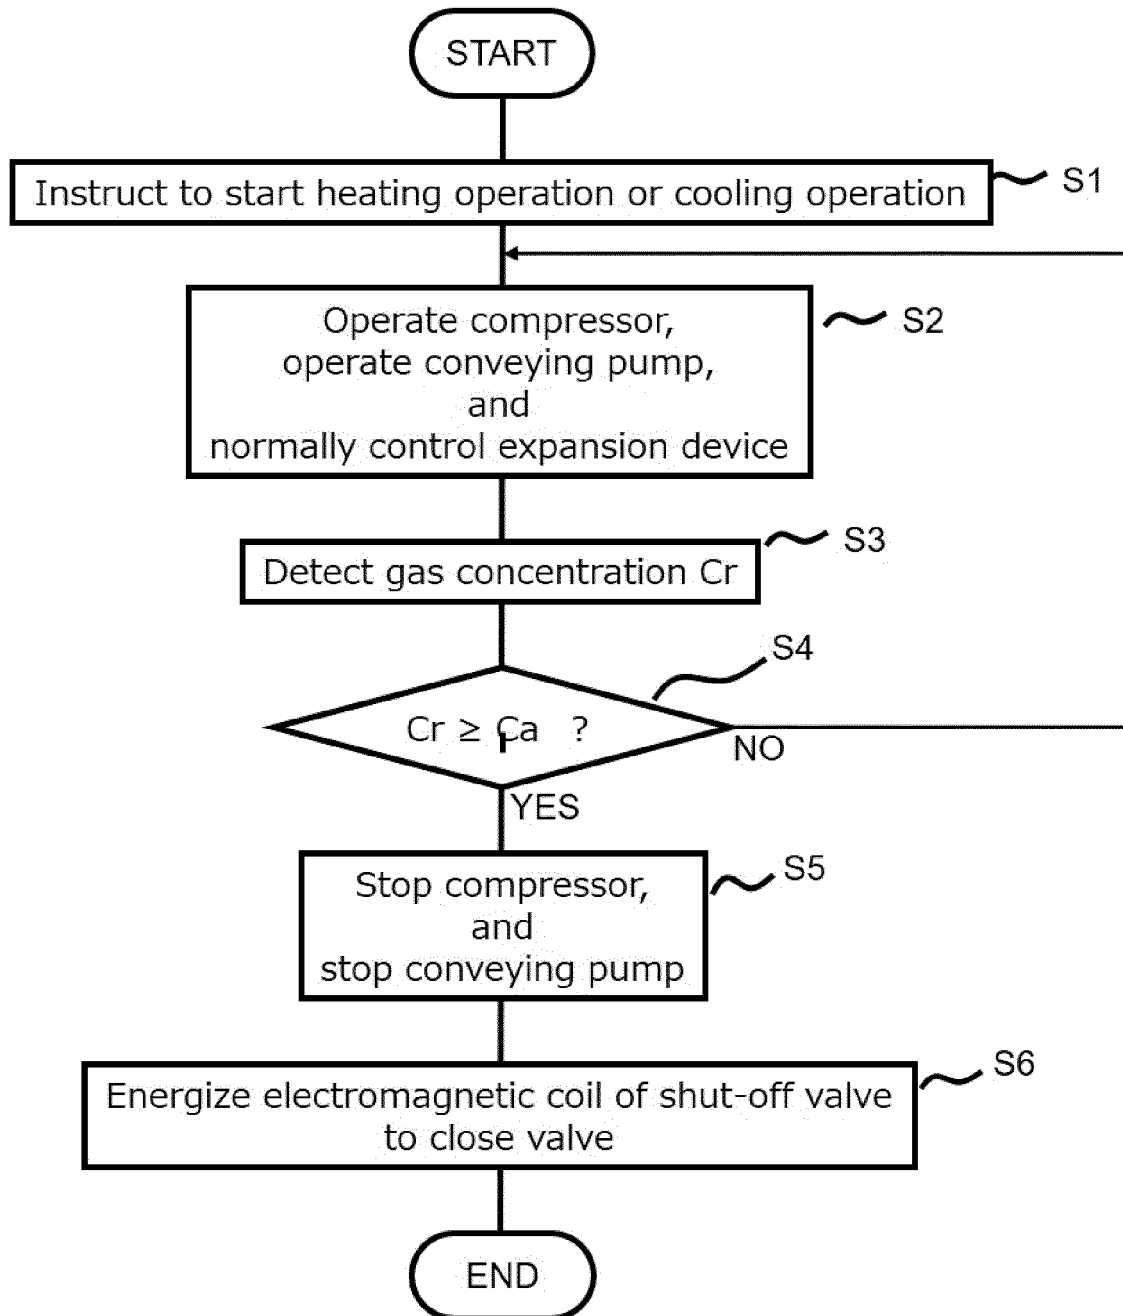 START
Instruct to start heating operation or cooling operation
S1
Operate compressor,
operate conveying pump,
and
normally control expansion device
S2
Detect gas concentration Cr
S3
S4
Cr ≥ Ca ?
NO
YES
Stop compressor,
and
stop conveying pump
S5
Energize electromagnetic coil of shut-off valve
to close valve
S6
END